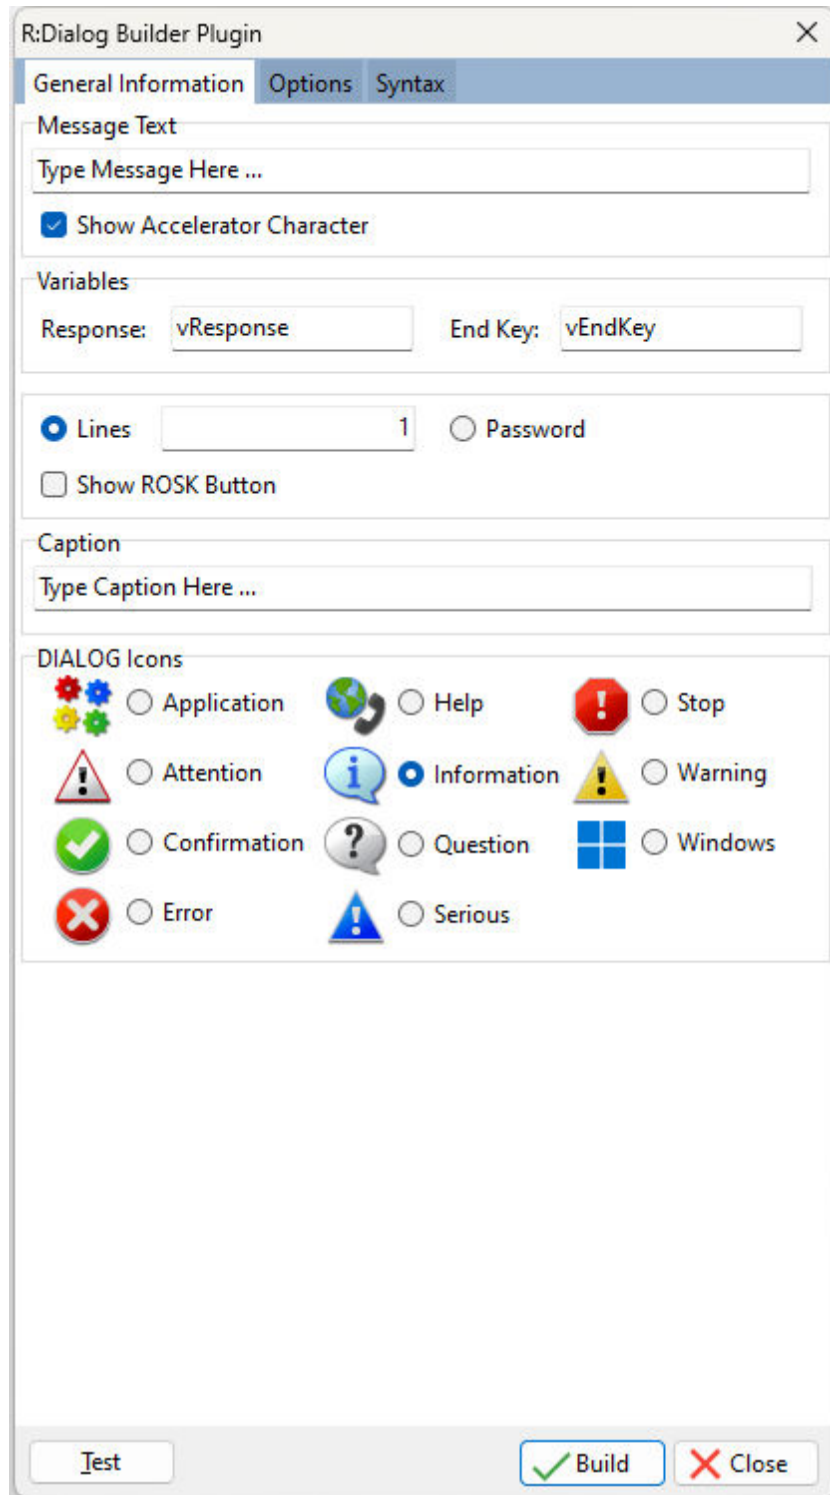 R:Dialog Builder Plugin
General Information Options Syntax
Message Text
Type Message Here ...
Show Accelerator Character
Variables
Response: vResponse End Key: vEndKey
Lines 1 Password
Show ROSK Button
Caption
Type Caption Here ...
DIALOG Icons
Application Help Stop
Attention Information Warning
Confirmation Question Windows
Error Serious
Test Build Close